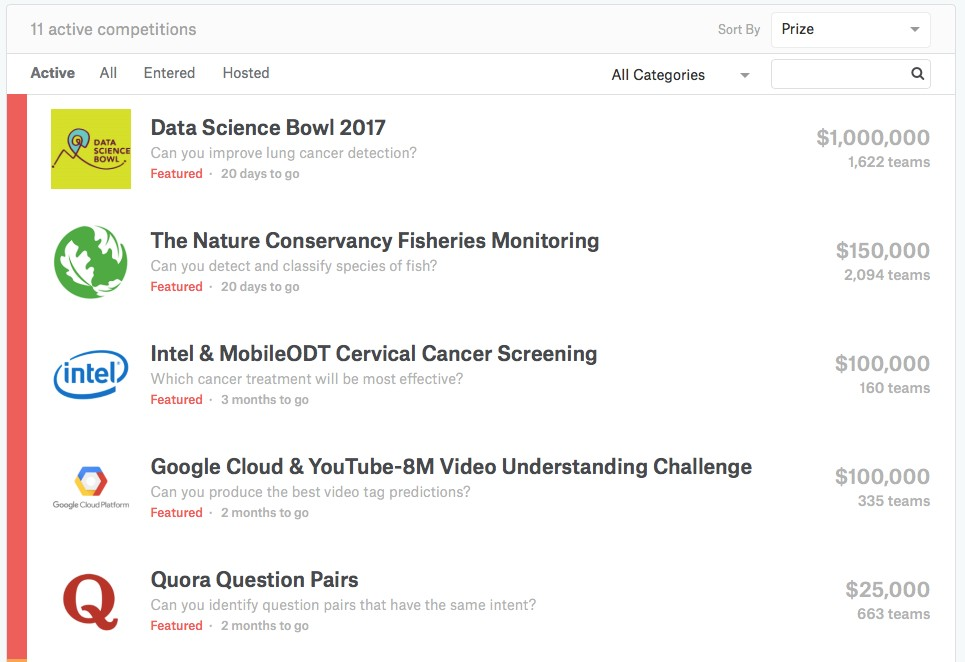 11 active competitions
Sort By Prize
Active All Entered Hosted
All Categories
DATA
SCIENCE
BOWL
Data Science Bowl 2017
Can you improve lung cancer detection?
Featured · 20 days to go
$1,000,000
1,622 teams
The Nature Conservancy Fisheries Monitoring
Can you detect and classify species of fish?
Featured · 20 days to go
$150,000
2,094 teams
intel
Intel & MobileODT Cervical Cancer Screening
Which cancer treatment will be most effective?
Featured · 3 months to go
$100,000
160 teams
Google Cloud Platform
Google Cloud & YouTube-8M Video Understanding Challenge
Can you produce the best video tag predictions?
Featured · 2 months to go
$100,000
335 teams
Q
Quora Question Pairs
Can you identify question pairs that have the same intent?
Featured · 2 months to go
$25,000
663 teams